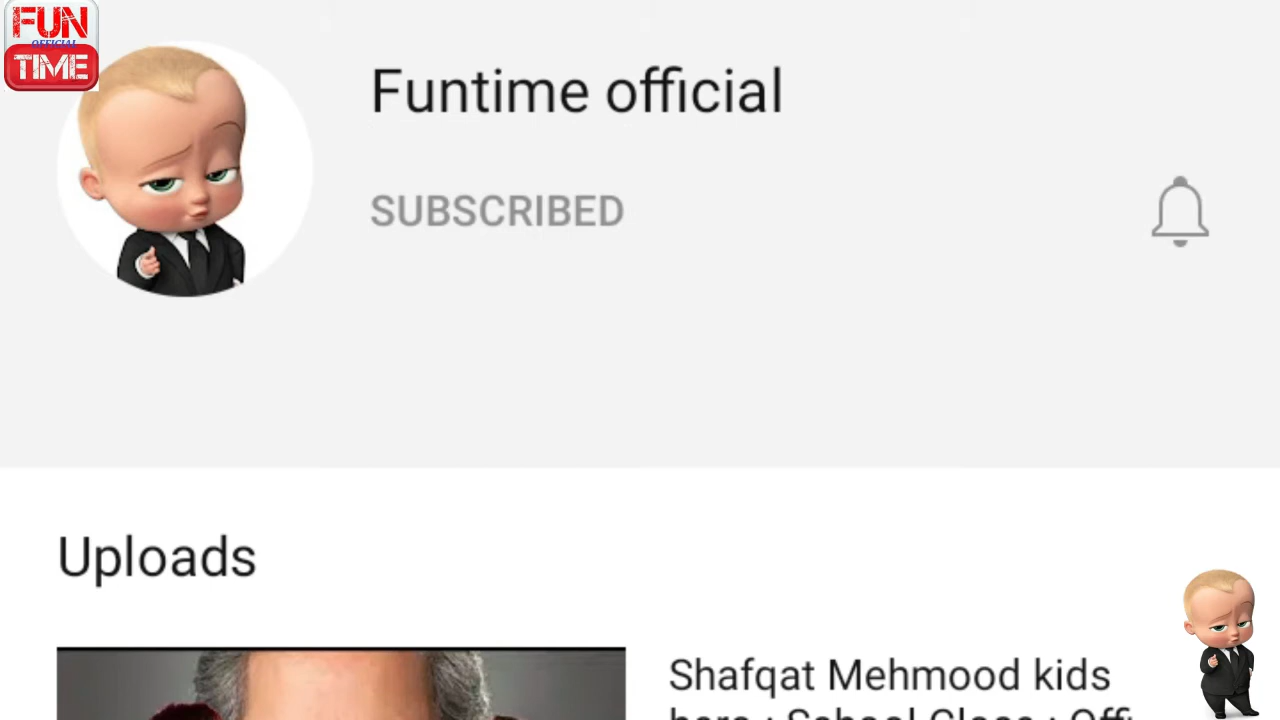 FUN
OFFICIAL
TIME
Funtime official
SUBSCRIBED
Uploads
Shafqat Mehmood kids